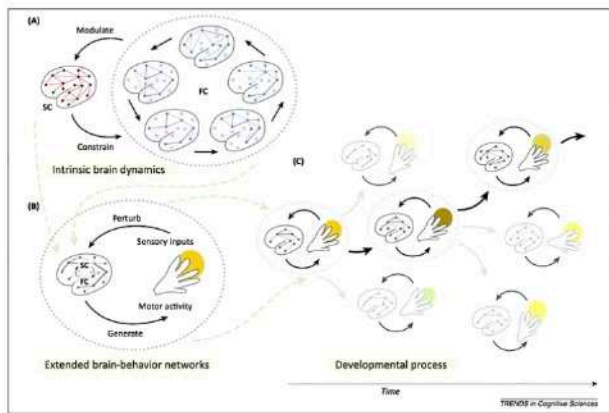 (A)
Modulate
FC
SC
Constrain
Intrinsic brain dynamics
(B)
Perturb
Sensory inputs
SC
FC
Motor activity
Generate
Extended brain-behavior networks
(C)
Developmental process
Time
TRENDS in Cognitive Sciences